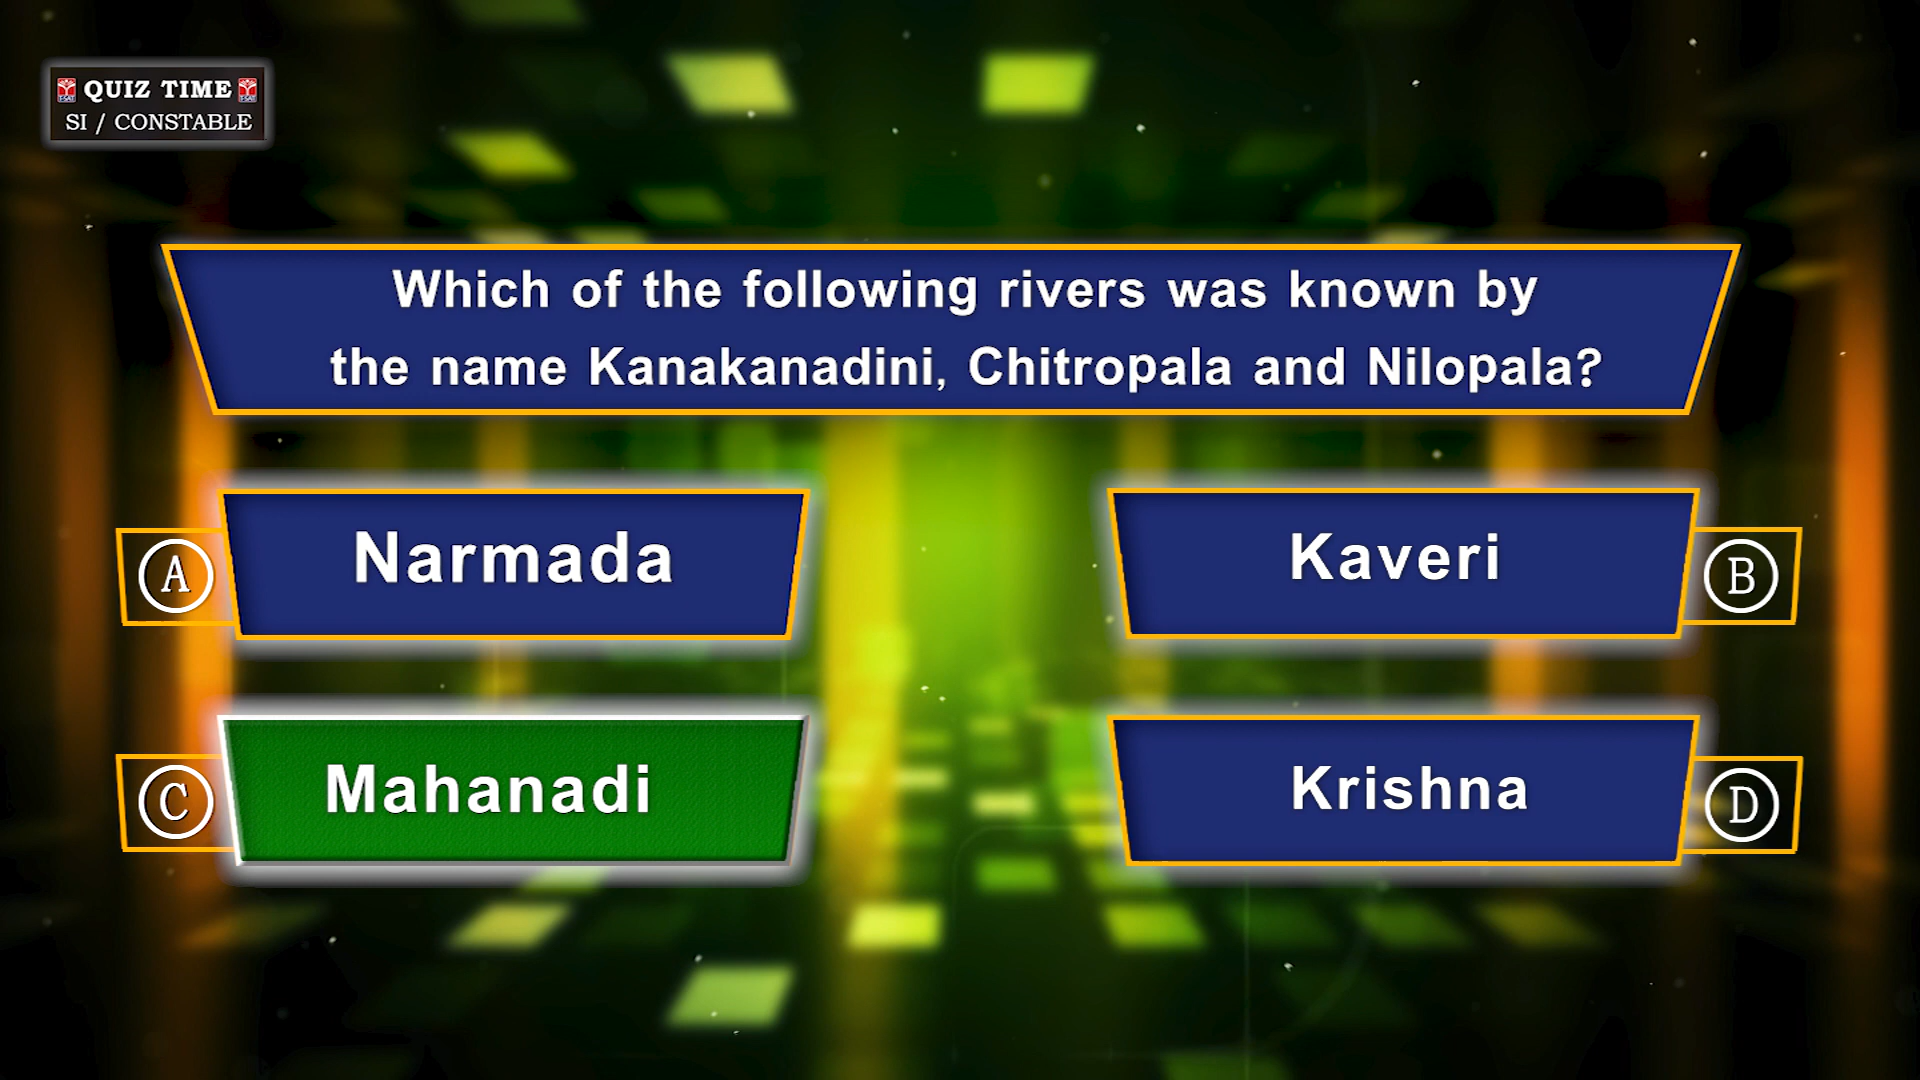 QUIZ TIME
SI / CONSTABLE
Which of the following rivers was known by
the name Kanakanadini, Chitropala and Nilopala?
A
Narmada
Kaveri
B
C
Mahanadi
Krishna
D